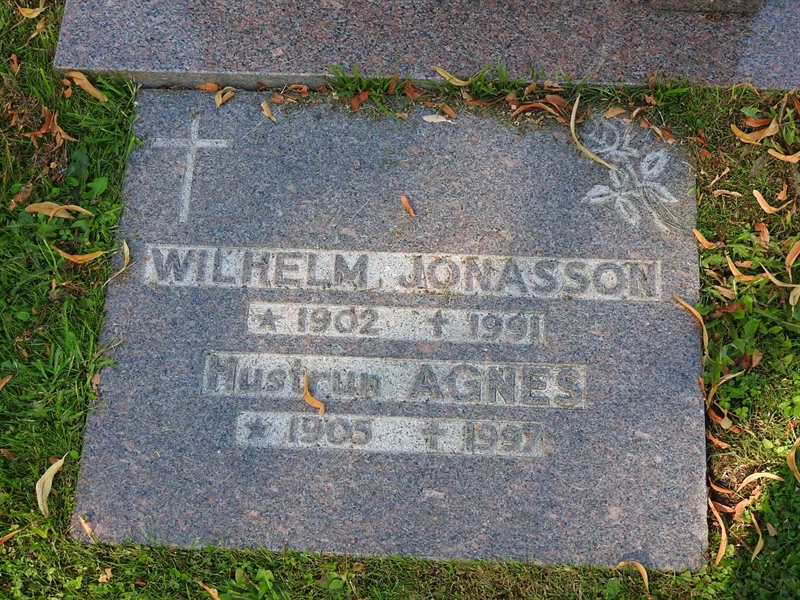 WILHELM JONASSON
★ 1902 ✝ 1991
Hustrun AGNES
★ 1905 ✝ 1997